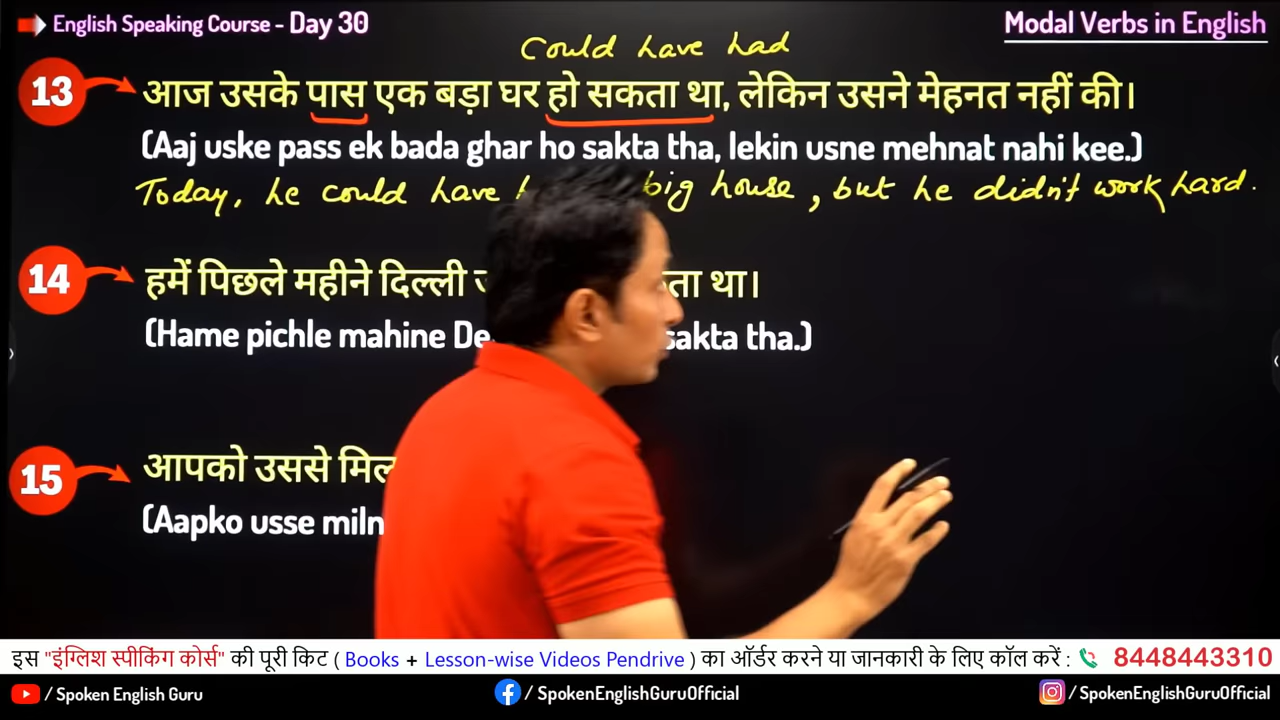 English Speaking Course - Day 30
Modal Verbs in English
Could have had
13 आज उसके पास एक बड़ा घर हो सकता था, लेकिन उसने मेहनत नहीं की।
(Aaj uske pass ek bada ghar ho sakta tha, lekin usne mehnat nahi kee.)
Today, he could have big house, but he didn't work hard.
14 हमें पिछले महीने दिल्ली था।
(Hame pichle mahine sakta tha.)
15 आपको उससे
(Aapko usse
इस "इंग्लिश स्पीकिंग कोर्स" की पूरी किट ( Books + Lesson-wise Videos Pendrive ) का ऑर्डर करने या जानकारी के लिए कॉल करें : 8448443310
/ Spoken English Guru
/ SpokenEnglishGuruOfficial
/ SpokenEnglishGuruOfficial